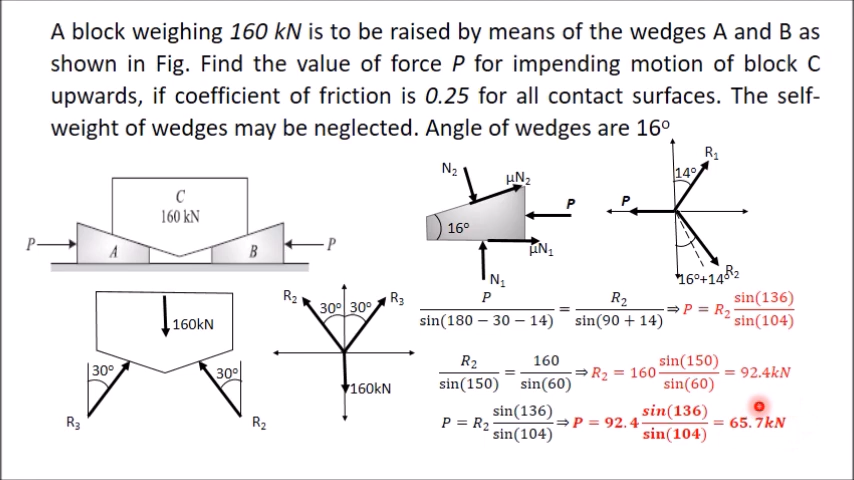 A block weighing 160 kN is to be raised by means of the wedges A and B as
shown in Fig. Find the value of force P for impending motion of block C
upwards, if coefficient of friction is 0.25 for all contact surfaces. The self-
weight of wedges may be neglected. Angle of wedges are 16⁰
C
160 kN
P
A
B
P
N₂
μN₂
P
16°
μN₁
N₁
R₁
14°
P
16°+14°
R₂
160kN
30°
30°
R₃
R₂
R₂
30° 30°
R₃
160kN
P / sin(180 − 30 − 14) = R₂ / sin(90 + 14) ⇒ P = R₂ sin(136) / sin(104)
R₂ / sin(150) = 160 / sin(60) ⇒ R₂ = 160 sin(150) / sin(60) = 92.4kN
P = R₂ sin(136) / sin(104) ⇒ P = 92.4 sin(136) / sin(104) = 65.7kN